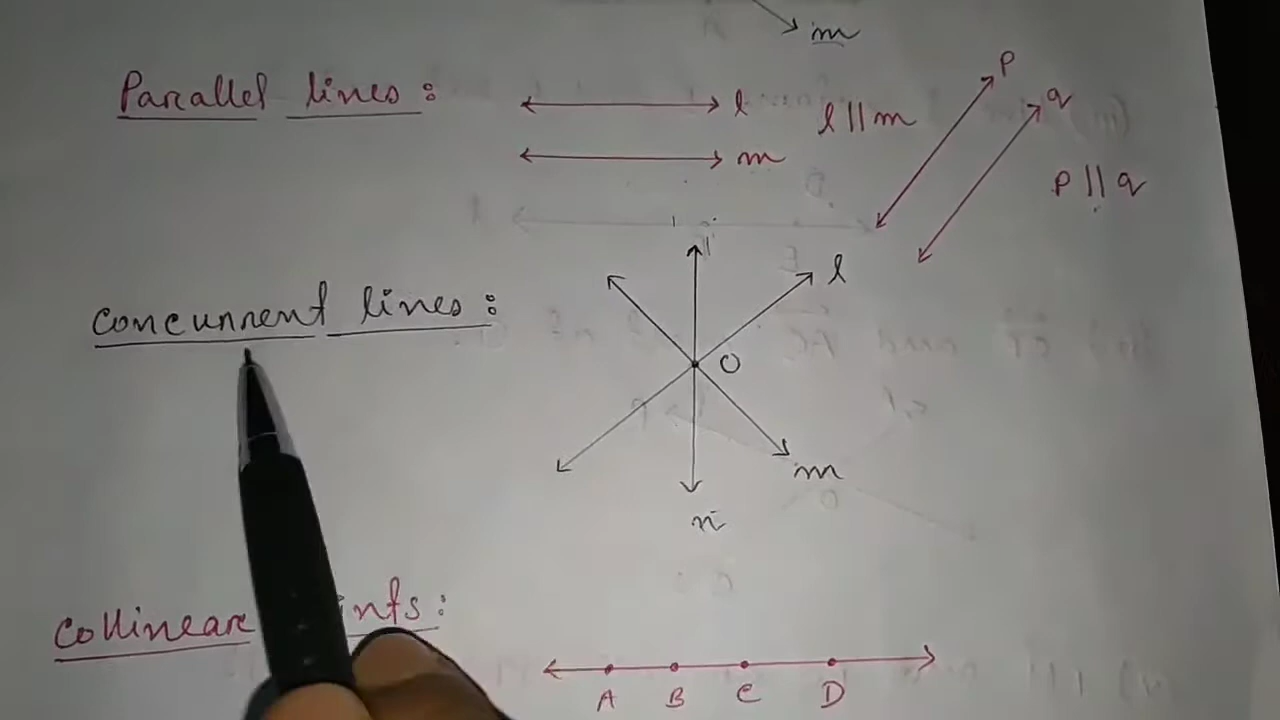 m
Parallel lines:
l
l || m
m
P
q
P || q
Concurrent lines:
l
O
m
n
Collinear
A B C D